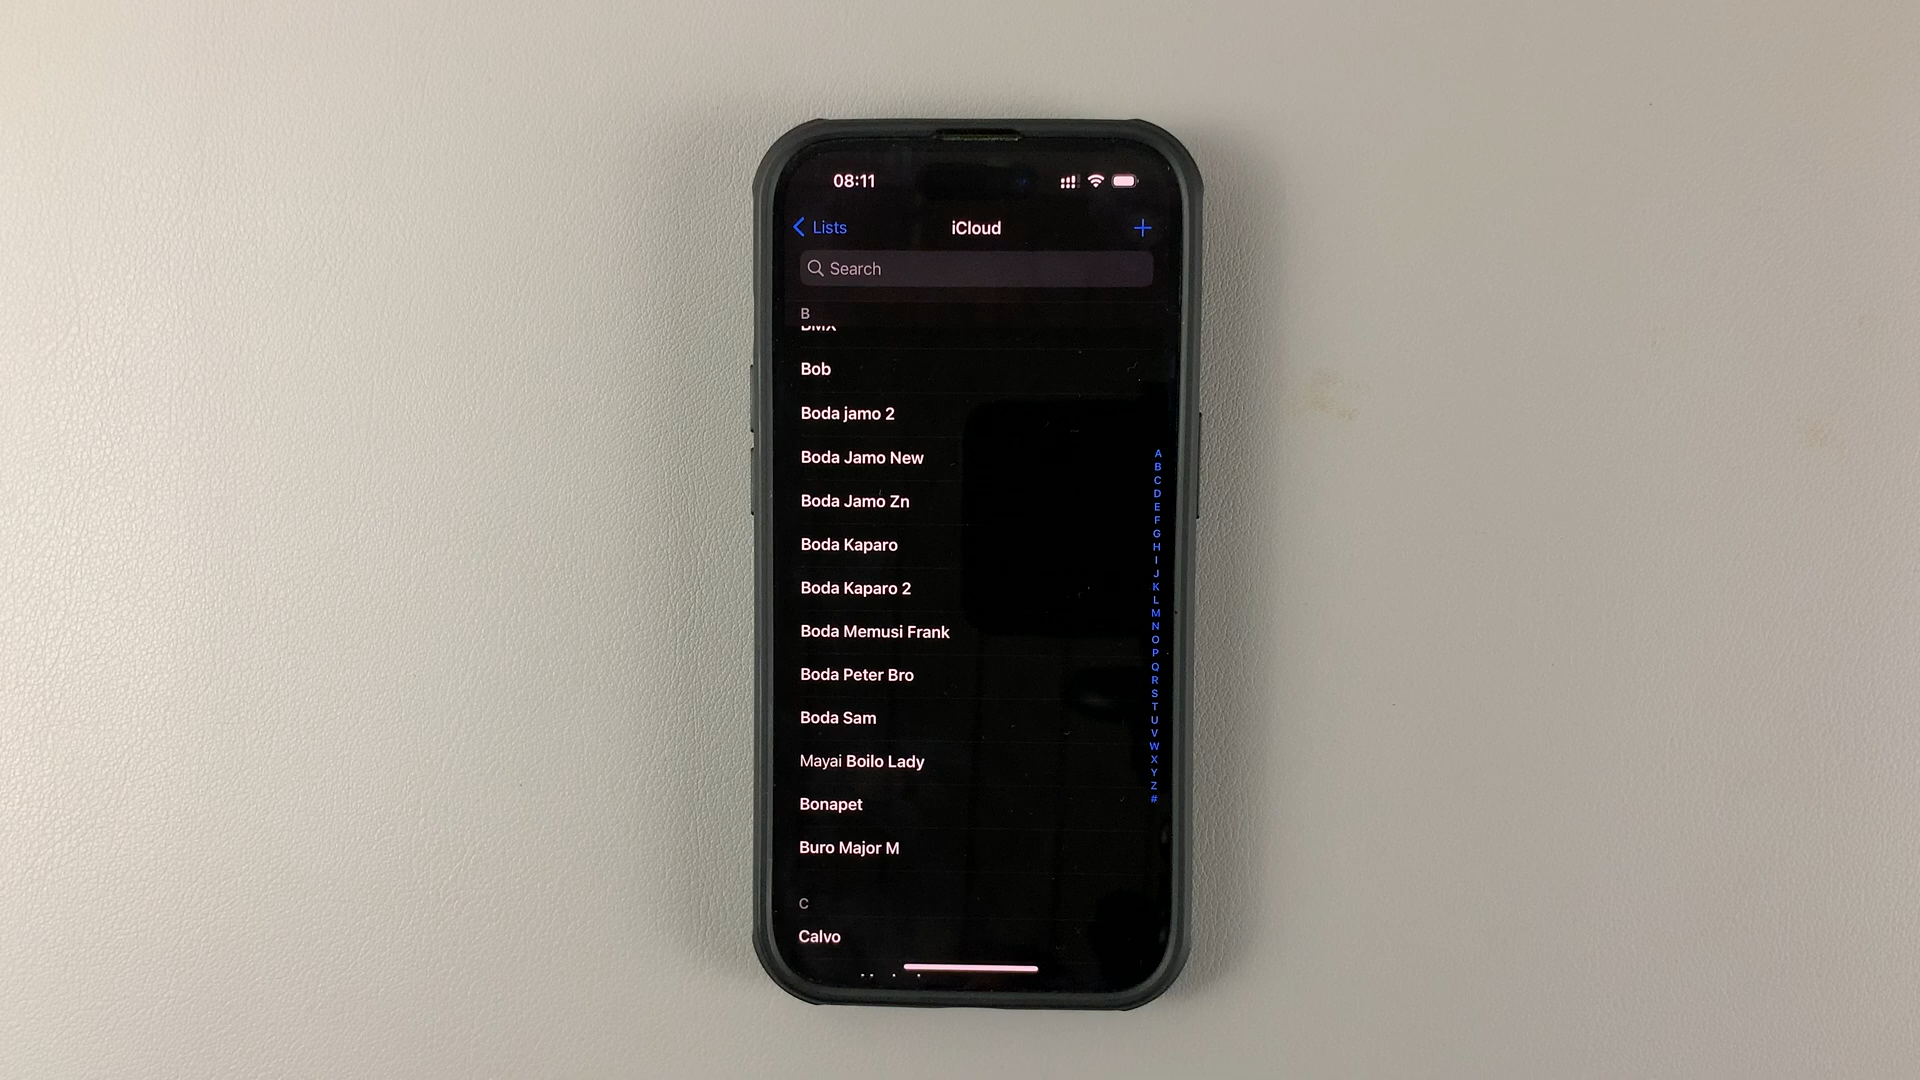 08:11
Lists
iCloud
Search
B
BMX
Bob
Boda jamo 2
Boda Jamo New
Boda Jamo Zn
Boda Kaparo
Boda Kaparo 2
Boda Memusi Frank
Boda Peter Bro
Boda Sam
Mayai Boilo Lady
Bonapet
Buro Major M
C
Calvo
A
B
C
D
E
F
G
H
I
J
K
L
M
N
O
P
Q
R
S
T
U
V
W
X
Y
Z
#